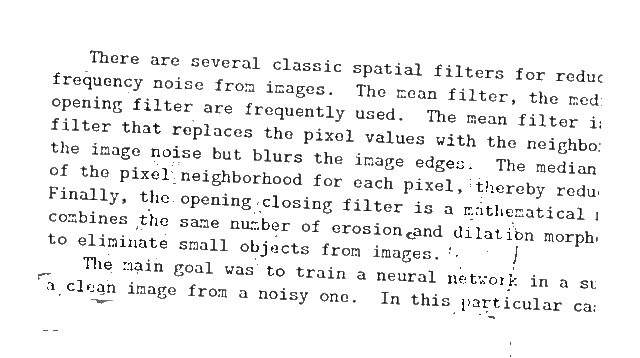 There are several classic spatial filters for reduc
frequency noise from images. The mean filter, the med
opening filter are frequently used. The mean filter i
filter that replaces the pixel values with the neighbo
the image noise but blurs the image edges. The median
of the pixel neighborhood for each pixel, thereby redu
Finally, the opening closing filter is a mathematical
combines the same number of erosion and dilation morph
to eliminate small objects from images.
The main goal was to train a neural network in a su
a clean image from a noisy one. In this particular ca